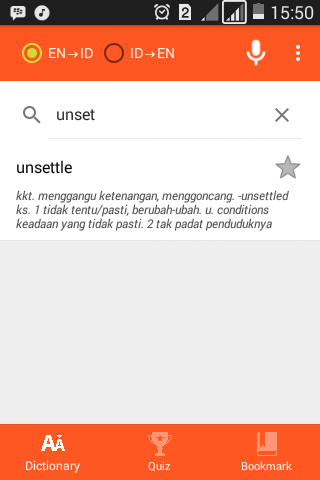 2 15:50
EN→ID ID→EN
unset
unsettle
kkt. menggangu ketenangan, menggoncang. -unsettled
ks. 1 tidak tentu/pasti, berubah-ubah. u. conditions
keadaan yang tidak pasti. 2 tak padat penduduknya
Dictionary Quiz Bookmark